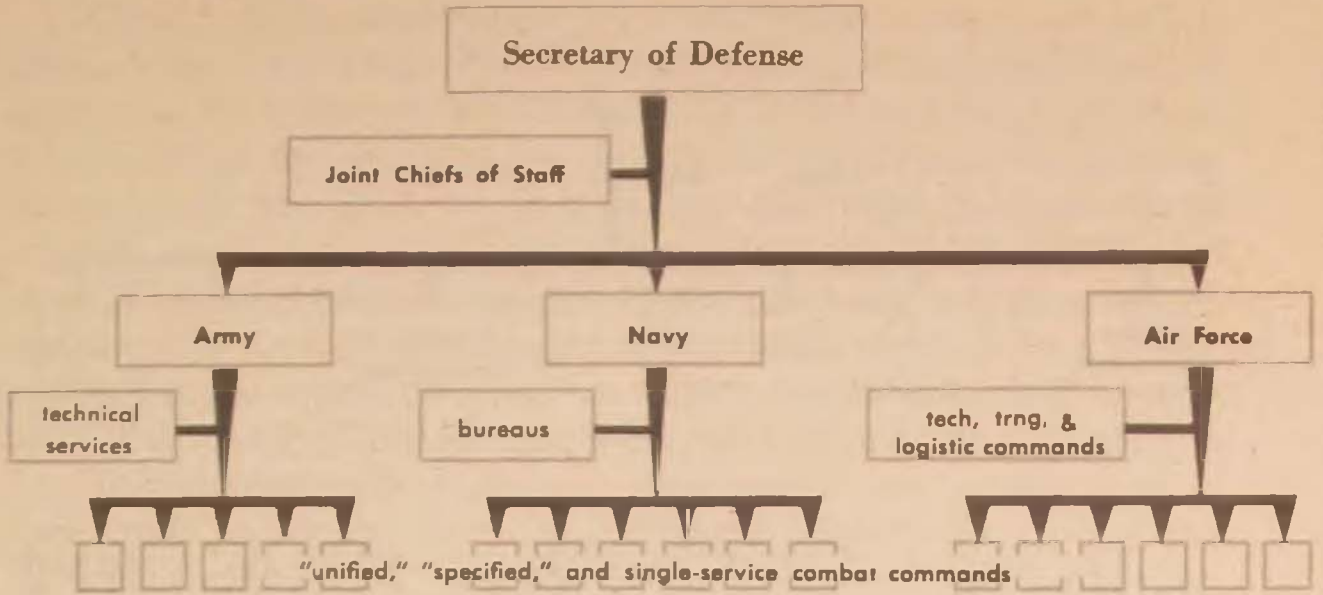 Secretary of Defense
Joint Chiefs of Staff
Army
Navy
Air Force
technical
services
bureaus
tech, trng, &
logistic commands
"unified," "specified," and single-service combat commands